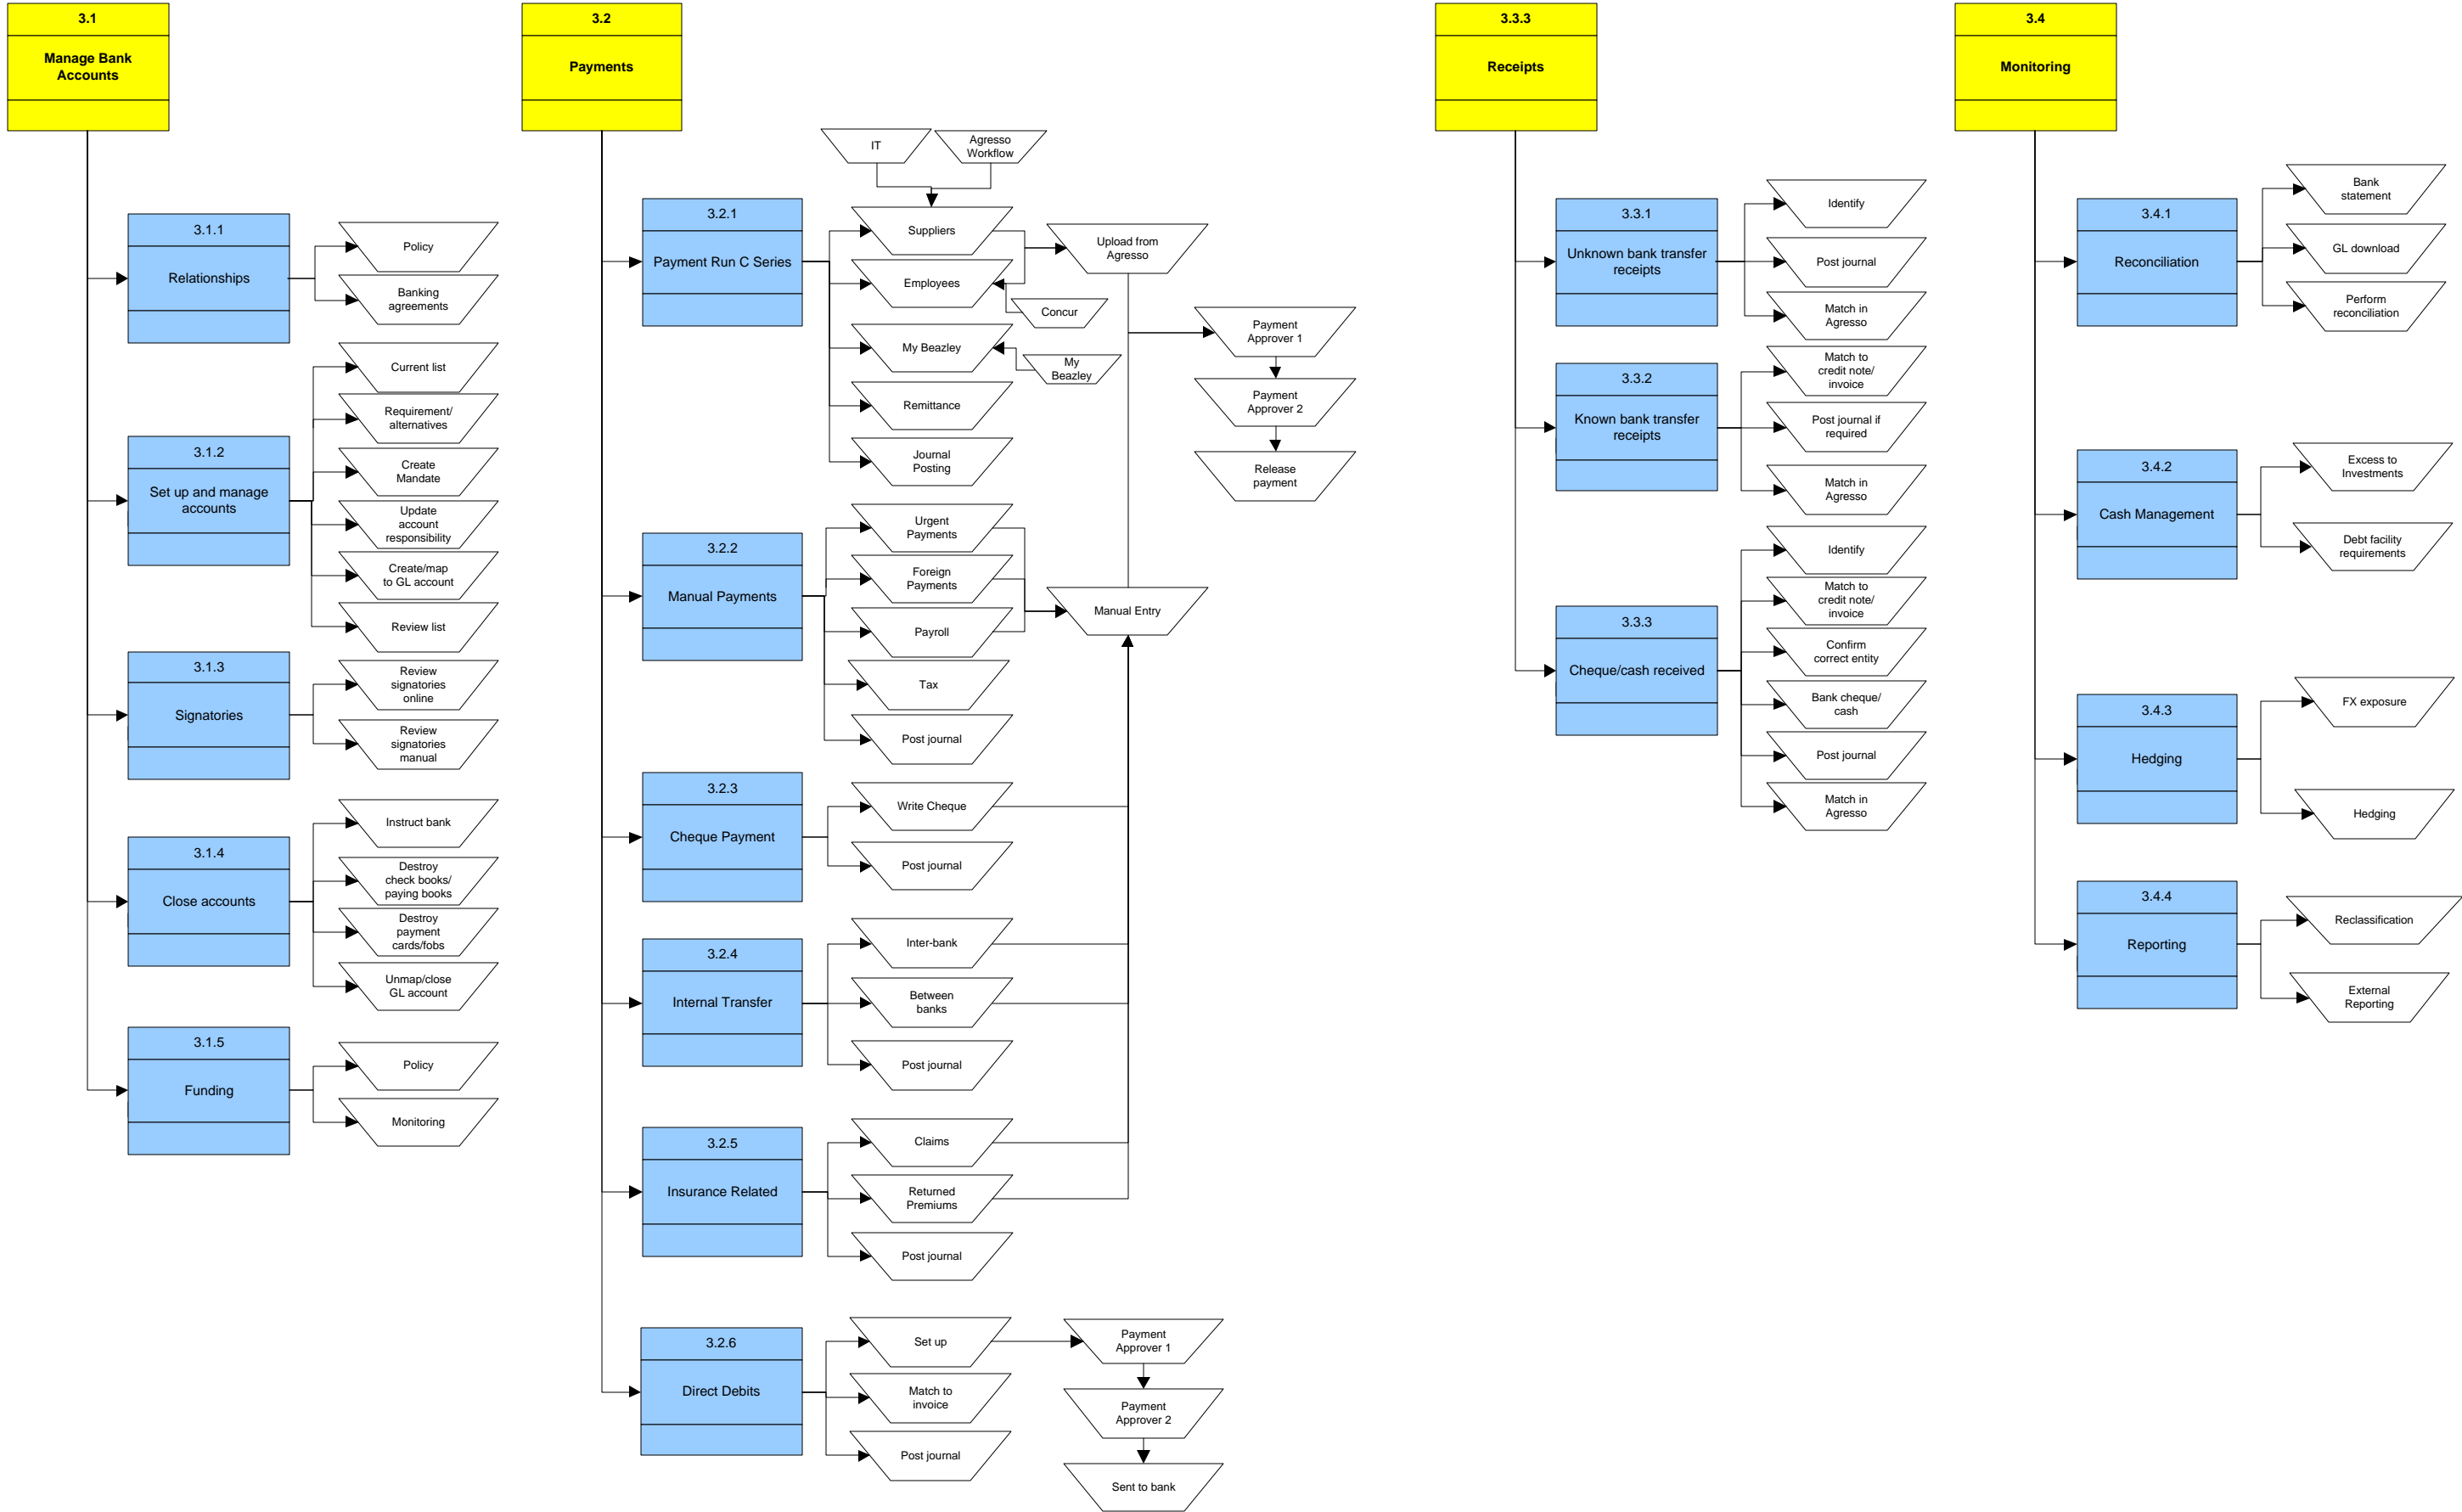 3.1
Manage Bank
Accounts
3.1.1
Relationships
Policy
Banking
agreements
3.1.2
Set up and manage
accounts
Current list
Requirement/
alternatives
Create
Mandate
Update
account
responsibility
Create/map
to GL account
Review list
3.1.3
Signatories
Review
signatories
online
Review
signatories
manual
3.1.4
Close accounts
Instruct bank
Destroy
check books/
paying books
Destroy
payment
cards/fobs
Unmap/close
GL account
3.1.5
Funding
Policy
Monitoring
3.2
Payments
IT
Agresso
Workflow
3.2.1
Payment Run C Series
Suppliers
Employees
Concur
My Beazley
My
Beazley
Remittance
Journal
Posting
Upload from
Agresso
Payment
Approver 1
Payment
Approver 2
Release
payment
3.2.2
Manual Payments
Urgent
Payments
Foreign
Payments
Payroll
Tax
Post journal
Manual Entry
3.2.3
Cheque Payment
Write Cheque
Post journal
3.2.4
Internal Transfer
Inter-bank
Between
banks
Post journal
3.2.5
Insurance Related
Claims
Returned
Premiums
Post journal
3.2.6
Direct Debits
Set up
Match to
invoice
Post journal
Payment
Approver 1
Payment
Approver 2
Sent to bank
3.3.3
Receipts
3.3.1
Unknown bank transfer
receipts
Identify
Post journal
Match in
Agresso
3.3.2
Known bank transfer
receipts
Match to
credit note/
invoice
Post journal if
required
Match in
Agresso
3.3.3
Cheque/cash received
Identify
Match to
credit note/
invoice
Confirm
correct entity
Bank cheque/
cash
Post journal
Match in
Agresso
3.4
Monitoring
3.4.1
Reconciliation
Bank
statement
GL download
Perform
reconciliation
3.4.2
Cash Management
Excess to
Investments
Debt facility
requirements
3.4.3
Hedging
FX exposure
Hedging
3.4.4
Reporting
Reclassification
External
Reporting